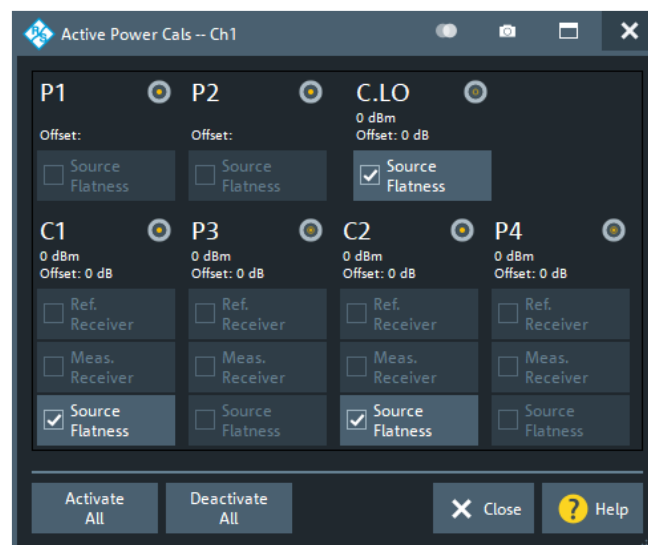 Active Power Cals -- Ch1
P1 P2 C.LO
0 dBm
Offset: Offset: Offset: 0 dB
Source Flatness Source Flatness Source Flatness
C1 P3 C2 P4
0 dBm 0 dBm 0 dBm 0 dBm
Offset: 0 dB Offset: 0 dB Offset: 0 dB Offset: 0 dB
Ref. Ref. Ref. Ref.
Receiver Receiver Receiver Receiver
Meas. Meas. Meas. Meas.
Receiver Receiver Receiver Receiver
Source Source Source Source
Flatness Flatness Flatness Flatness
Activate Deactivate
All All
Close ? Help